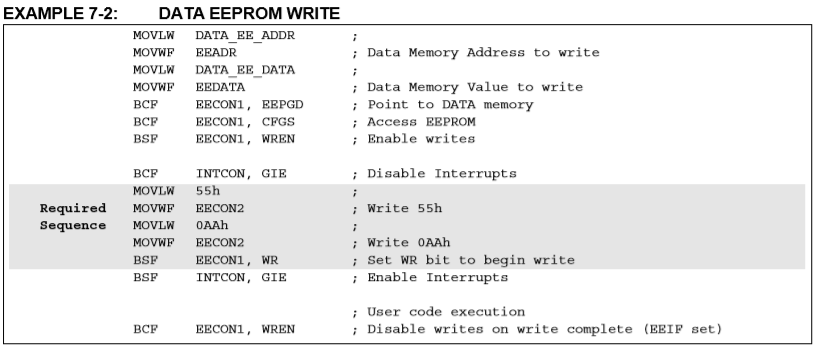 EXAMPLE 7-2: DATA EEPROM WRITE
MOVLW DATA_EE_ADDR ;
MOVWF EEADR ; Data Memory Address to write
MOVLW DATA_EE_DATA ;
MOVWF EEDATA ; Data Memory Value to write
BCF EECON1, EEPGD ; Point to DATA memory
BCF EECON1, CFGS ; Access EEPROM
BSF EECON1, WREN ; Enable writes
BCF INTCON, GIE ; Disable Interrupts
MOVLW 55h ;
Required MOVWF EECON2 ; Write 55h
Sequence MOVLW 0AAh ;
MOVWF EECON2 ; Write 0AAh
BSF EECON1, WR ; Set WR bit to begin write
BSF INTCON, GIE ; Enable Interrupts
; User code execution
BCF EECON1, WREN ; Disable writes on write complete (EEIF set)